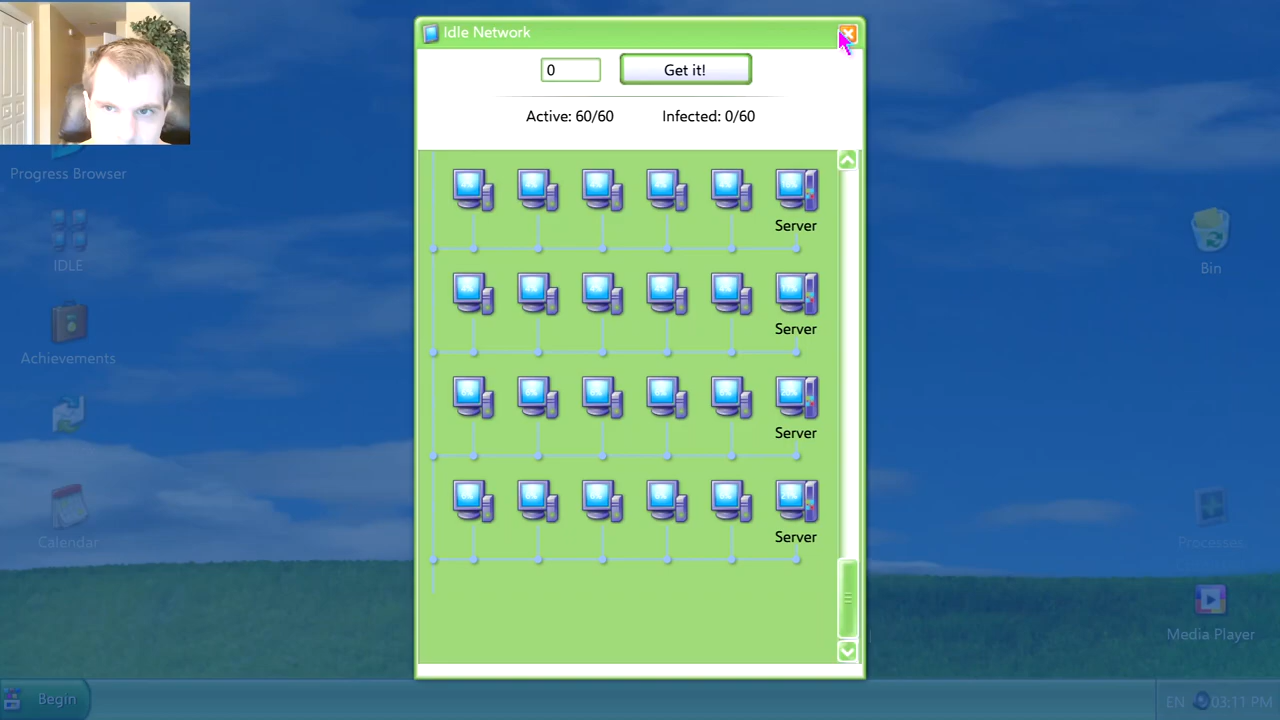 Idle Network
0
Get it!
Active: 60/60
Infected: 0/60
Server
Server
Server
Server
Progress Browser
IDLE
Achievements
Calendar
Bin
Processes
Media Player
Begin
EN
03:11 PM